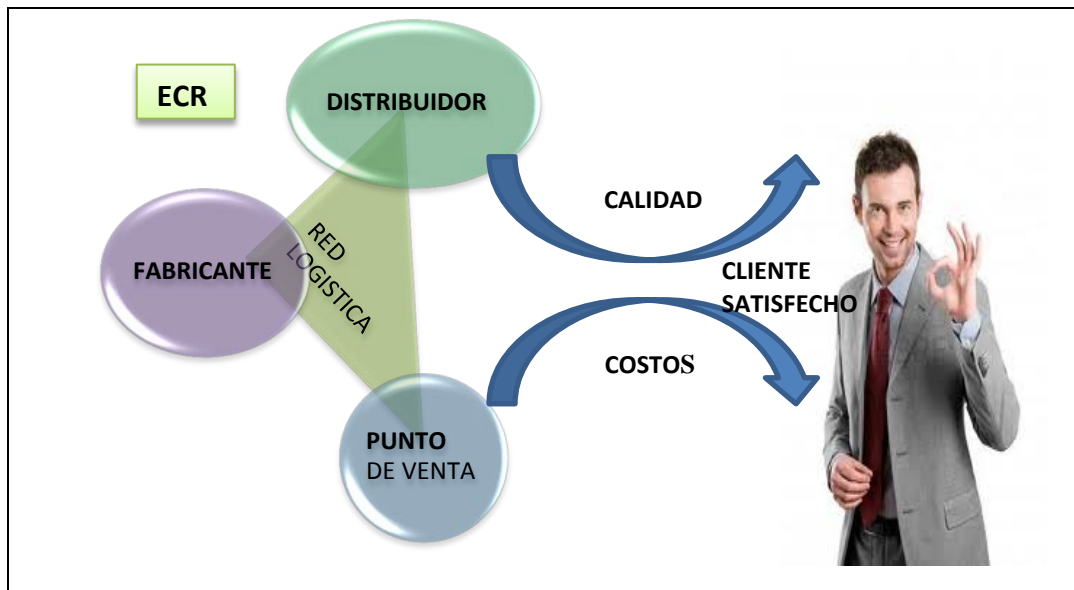 ECR
DISTRIBUIDOR
FABRICANTE
RED
LOGISTICA
PUNTO
DE VENTA
CALIDAD
CLIENTE
SATISFECHO
COSTOS